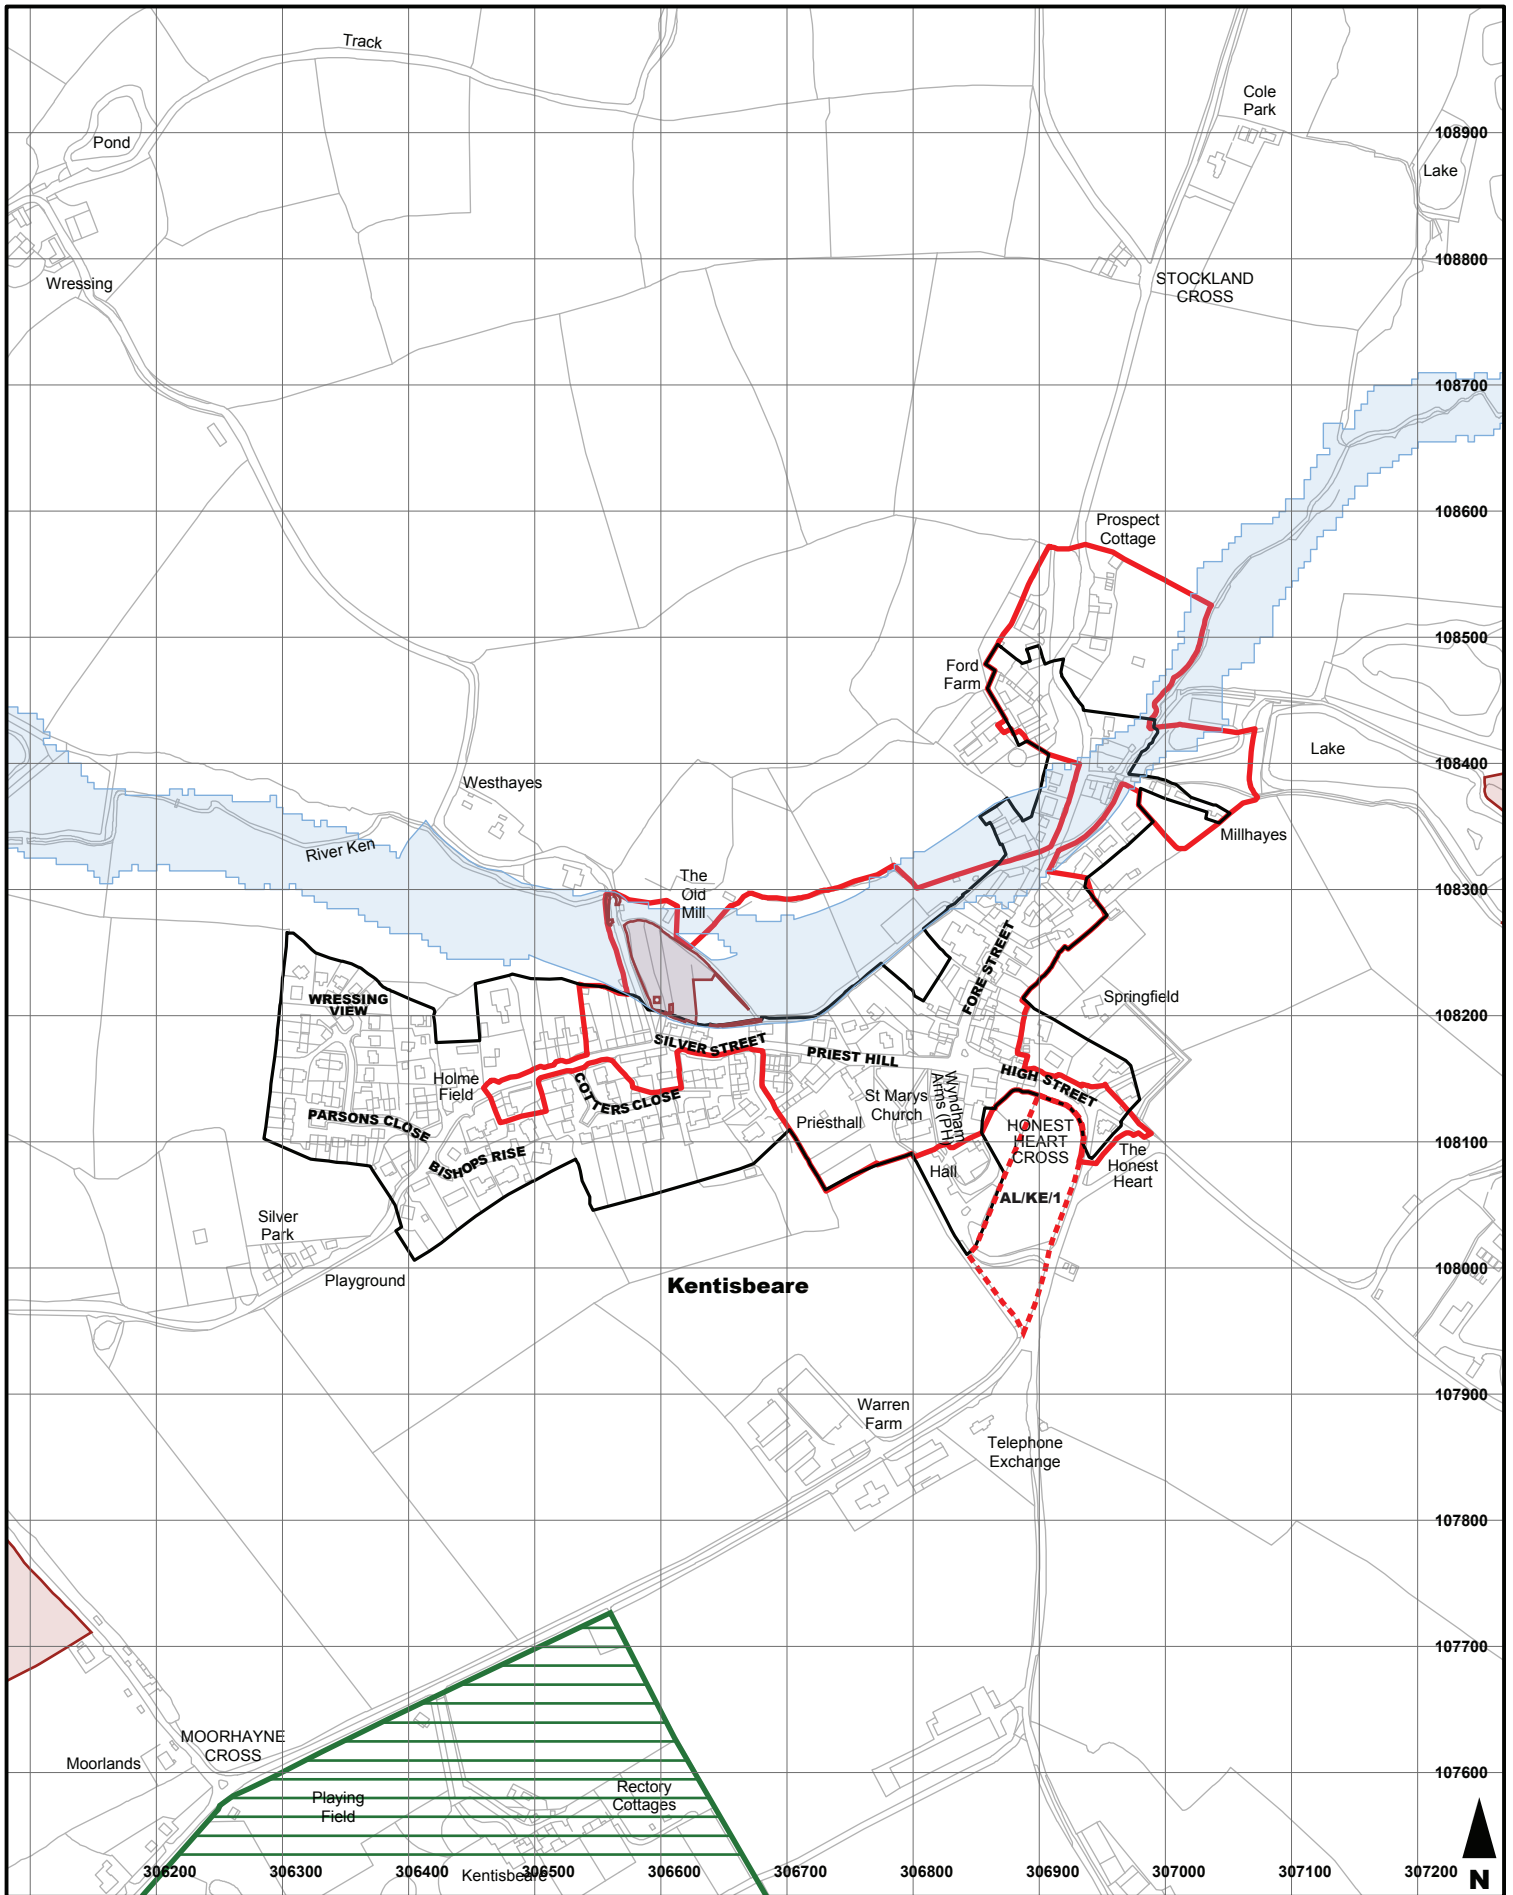 Track
Cole
Park
108900
Pond
Lake
108800
Wressing
STOCKLAND
CROSS
108700
108600
Prospect
Cottage
108500
Ford
Farm
108400
Lake
Westhayes
Millhayes
River Ken
The
Old
Mill
108300
WRESSING
VIEW
FORE STREET
Springfield
108200
SILVER STREET
PRIEST HILL
HIGH STREET
Holme
Field
COTTERS CLOSE
St Marys
Church
Wyndham
Arms (PH)
PARSONS CLOSE
Priesthall
HONEST
HEART
CROSS
108100
BISHOPS RISE
Hall
The
Honest
Heart
AL/KE/1
Silver
Park
Playground
Kentisbeare
108000
107900
Warren
Farm
Telephone
Exchange
107800
107700
MOORHAYNE
CROSS
Moorlands
107600
Playing
Field
Rectory
Cottages
306200
306300
306400
306500
306600
306700
306800
306900
307000
307100
307200
Kentisbeare
N